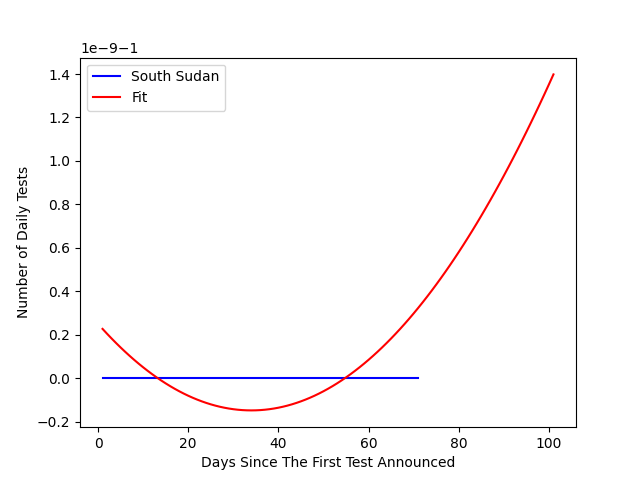 1e−9−1
South Sudan
Fit
1.4
1.2
1.0
0.8
0.6
0.4
0.2
0.0
−0.2
Number of Daily Tests
0 20 40 60 80 100
Days Since The First Test Announced